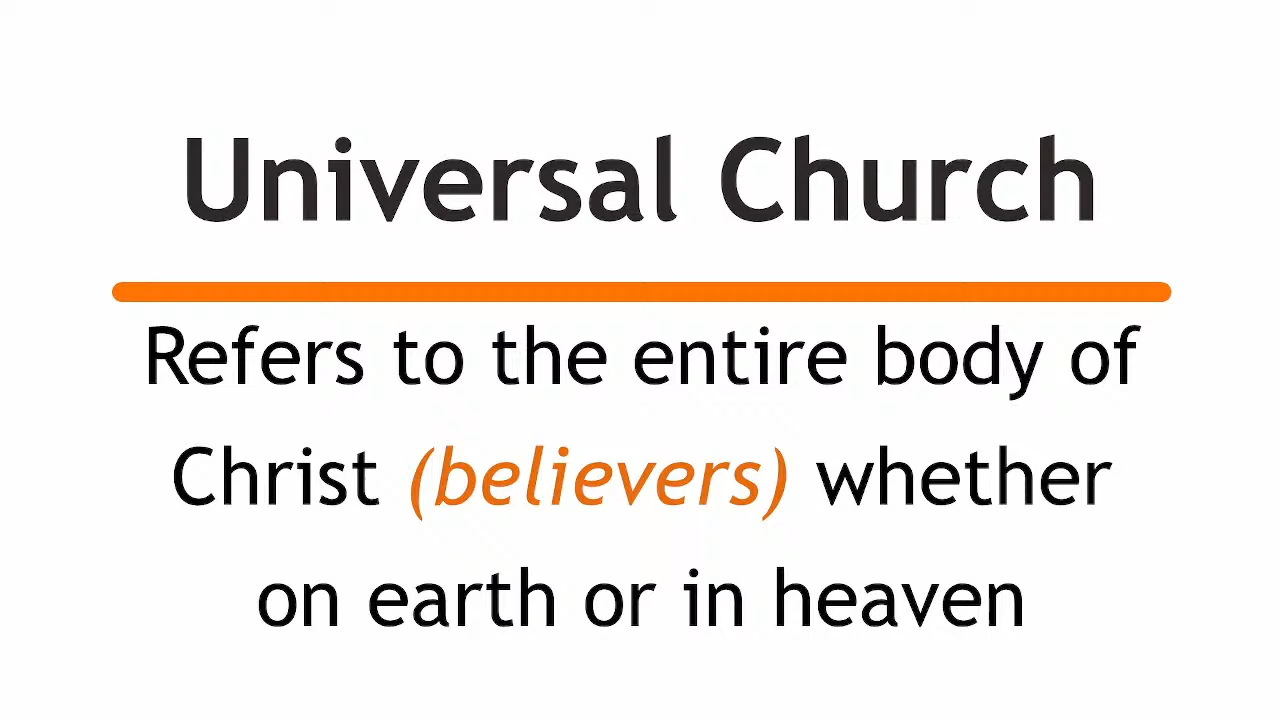 Universal Church
Refers to the entire body of
Christ (believers) whether
on earth or in heaven